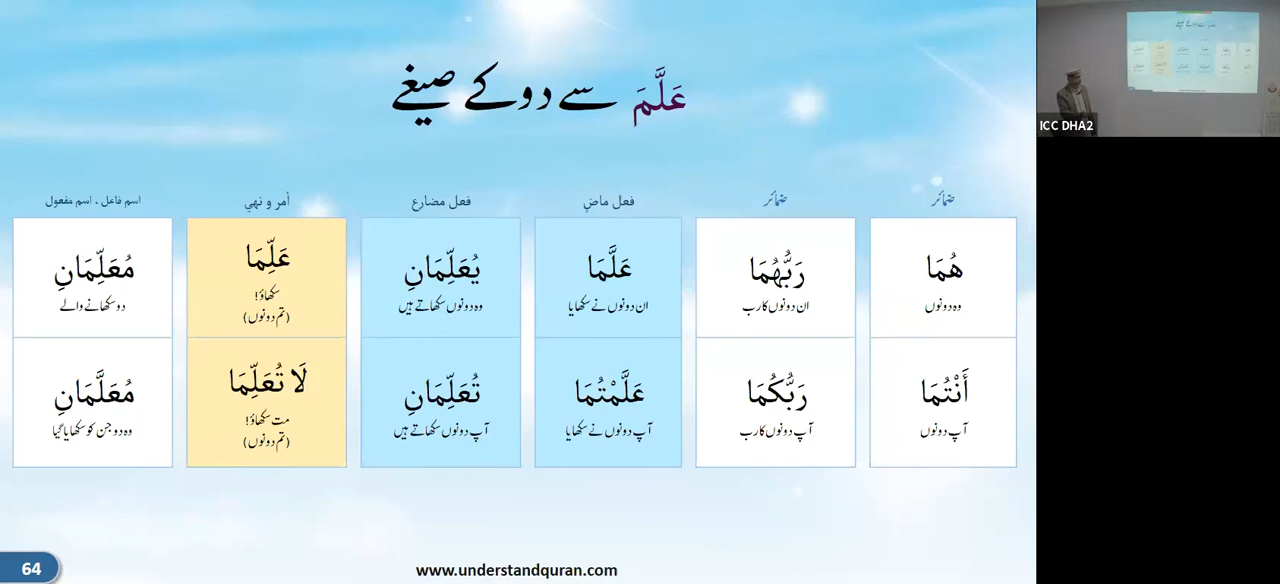 عَلَّمَ سے دو کے صیغے
ضمائر
ضمائر
فعل ماضٍ
فعل مضارع
أمر و نهي
اسم فاعل ، اسم مفعول
هُمَا
وہ دونوں
رَبُّهُمَا
ان دونوں کا رب
عَلَّمَا
ان دونوں نے سکھایا
يُعَلِّمَانِ
وہ دونوں سکھاتے ہیں
عَلِّمَا
سکھاؤ!
(تم دونوں)
مُعَلِّمَانِ
دو سکھانے والے
أَنْتُمَا
آپ دونوں
رَبُّكُمَا
آپ دونوں کا رب
عَلَّمْتُمَا
آپ دونوں نے سکھایا
تُعَلِّمَانِ
آپ دونوں سکھاتے ہیں
لَا تُعَلِّمَا
مت سکھاؤ!
(تم دونوں)
مُعَلَّمَانِ
وہ دو جن کو سکھایا گیا
64
www.understandquran.com
ICC DHA2